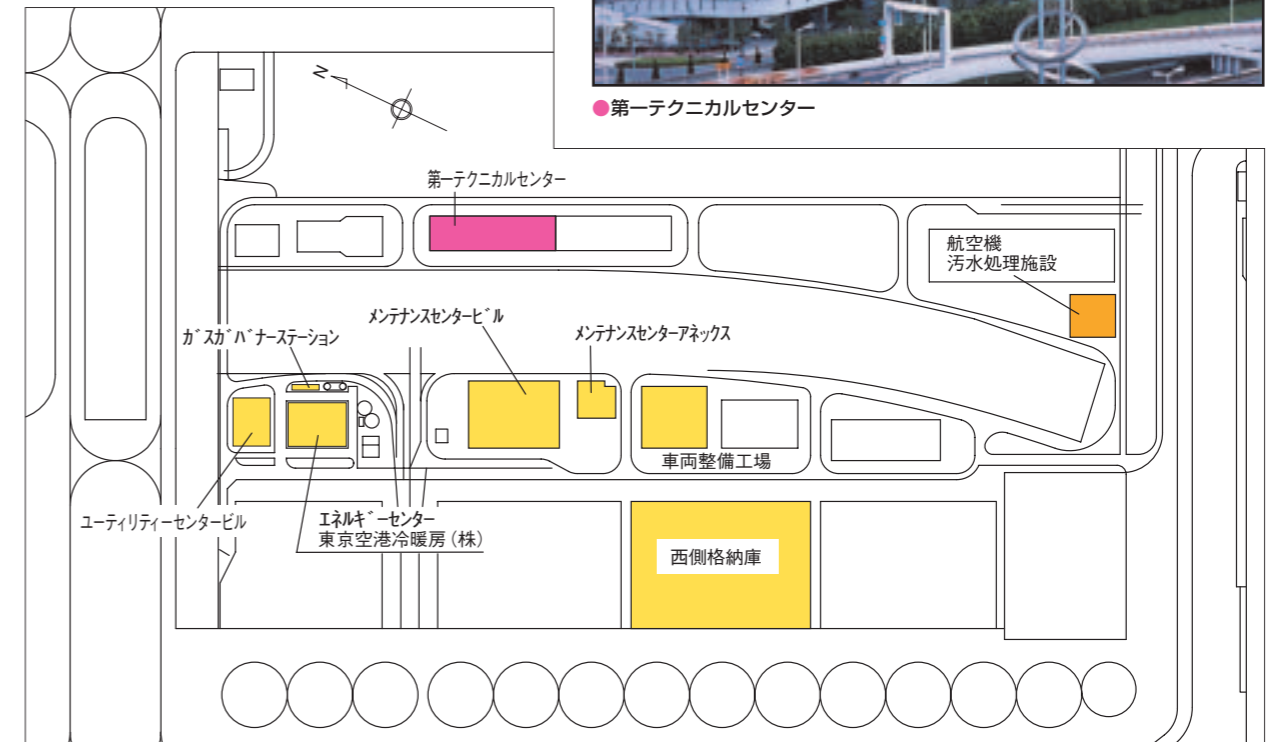 ●第一テクニカルセンター
N
第一テクニカルセンター
航空機
汚水処理施設
メンテナンスセンタービル
ガスガバナーステーション
メンテナンスセンターアネックス
車両整備工場
ユーティリティーセンタービル
エネルギーセンター
東京空港冷暖房(株)
西側格納庫